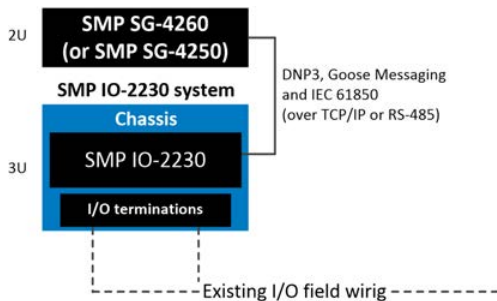 2U
SMP SG-4260
(or SMP SG-4250)
DNP3, Goose Messaging
and IEC 61850
(over TCP/IP or RS-485)
SMP IO-2230 system
Chassis
3U
SMP IO-2230
I/O terminations
Existing I/O field wirig